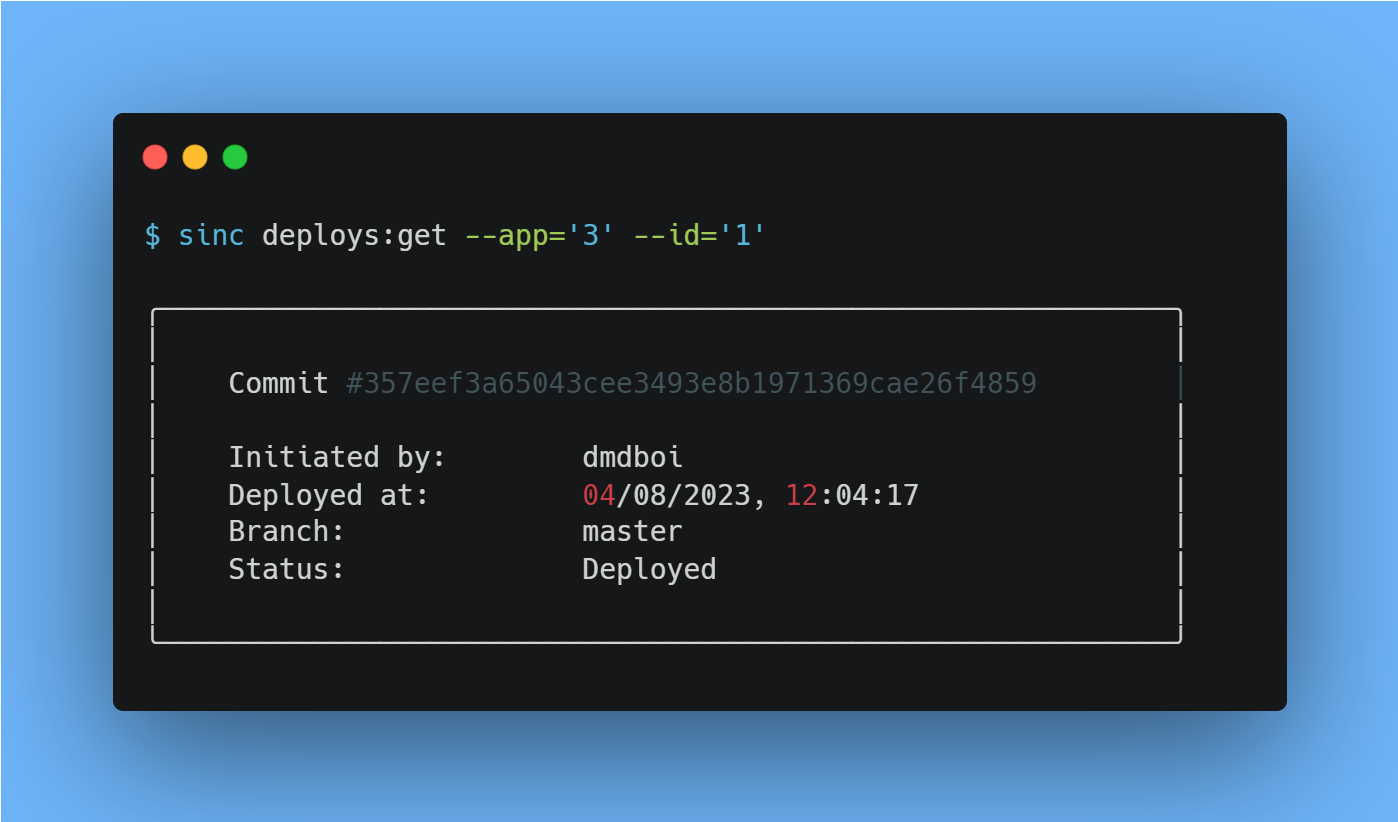 $ sinc deploys:get --app='3' --id='1'
Commit #357eef3a65043cee3493e8b1971369cae26f4859
Initiated by: dmdboi
Deployed at: 04/08/2023, 12:04:17
Branch: master
Status: Deployed